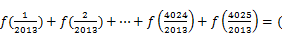 f(1/2013) + f(2/2013) + ⋯ + f(4024/2013) + f(4025/2013) = (